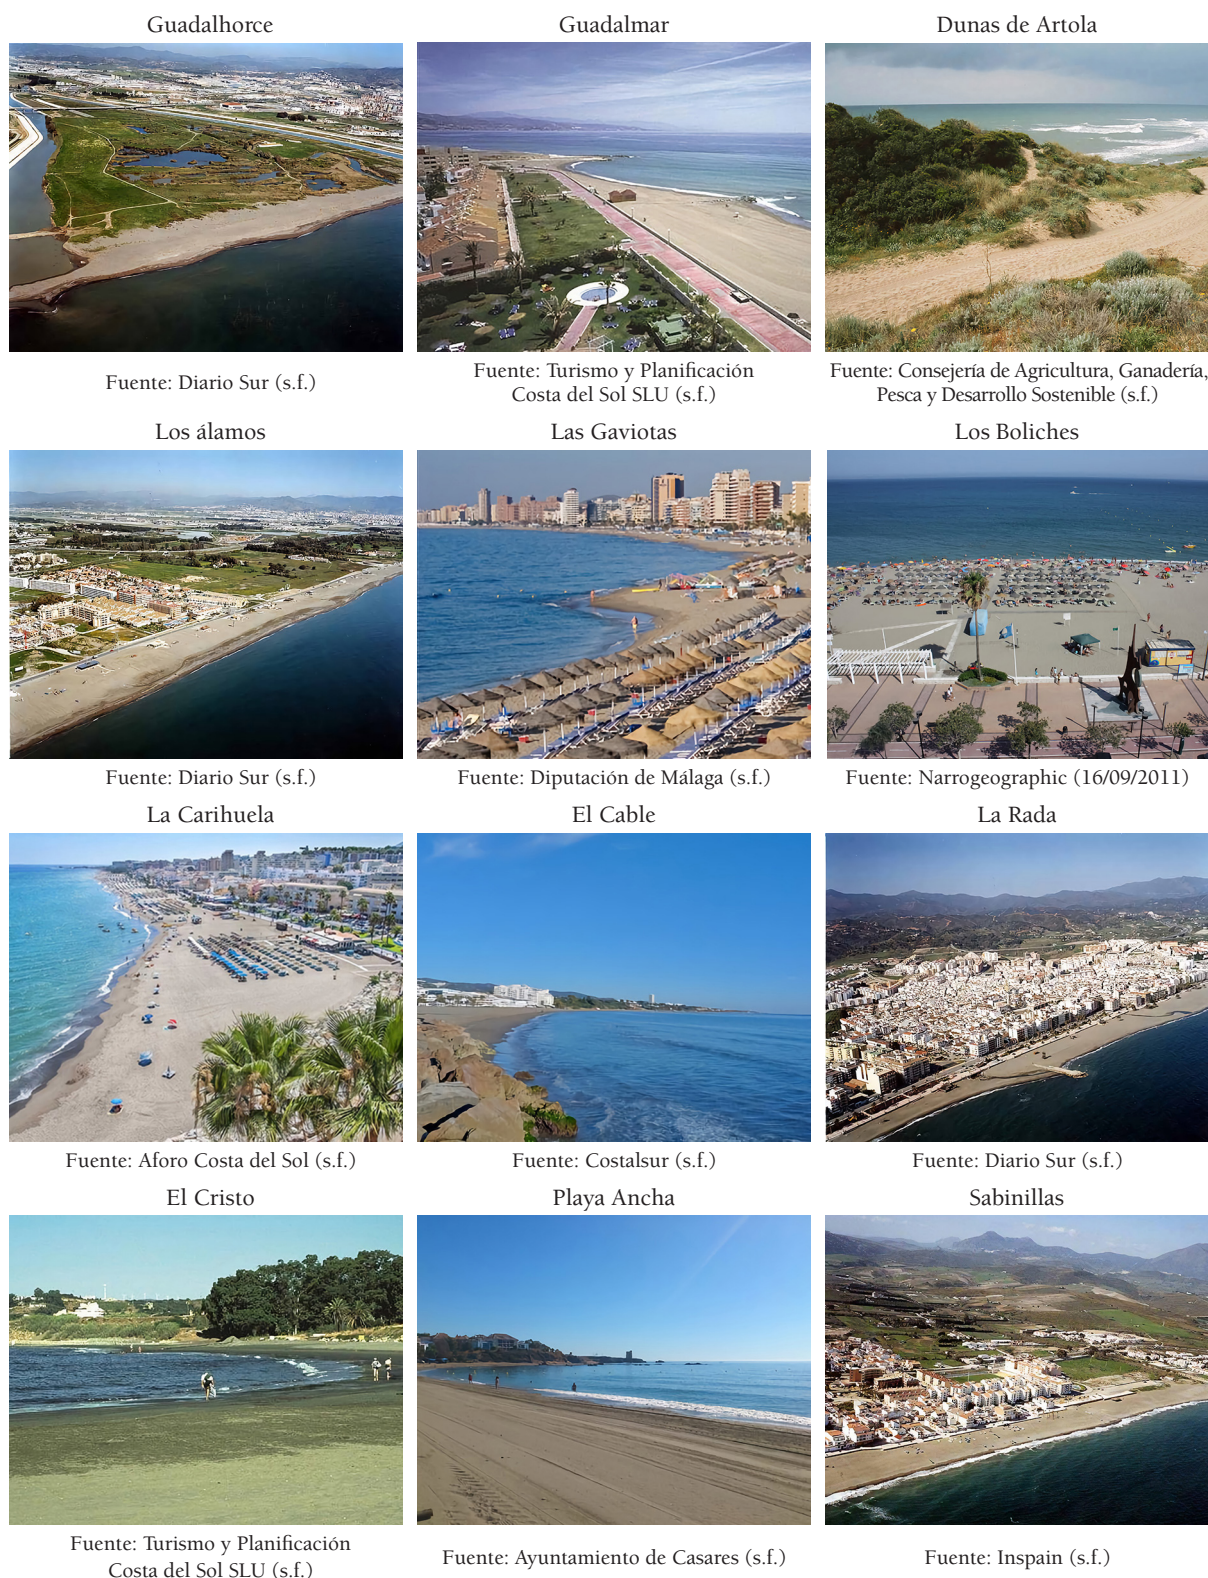 Guadalhorce
Guadalmar
Dunas de Artola
Fuente: Diario Sur (s.f.)
Fuente: Turismo y Planificación
Costa del Sol SLU (s.f.)
Fuente: Consejería de Agricultura, Ganadería,
Pesca y Desarrollo Sostenible (s.f.)
Los álamos
Las Gaviotas
Los Boliches
Fuente: Diario Sur (s.f.)
Fuente: Diputación de Málaga (s.f.)
Fuente: Narrogeographic (16/09/2011)
La Carihuela
El Cable
La Rada
Fuente: Aforo Costa del Sol (s.f.)
Fuente: Costalsur (s.f.)
Fuente: Diario Sur (s.f.)
El Cristo
Playa Ancha
Sabinillas
Fuente: Turismo y Planificación
Costa del Sol SLU (s.f.)
Fuente: Ayuntamiento de Casares (s.f.)
Fuente: Inspain (s.f.)